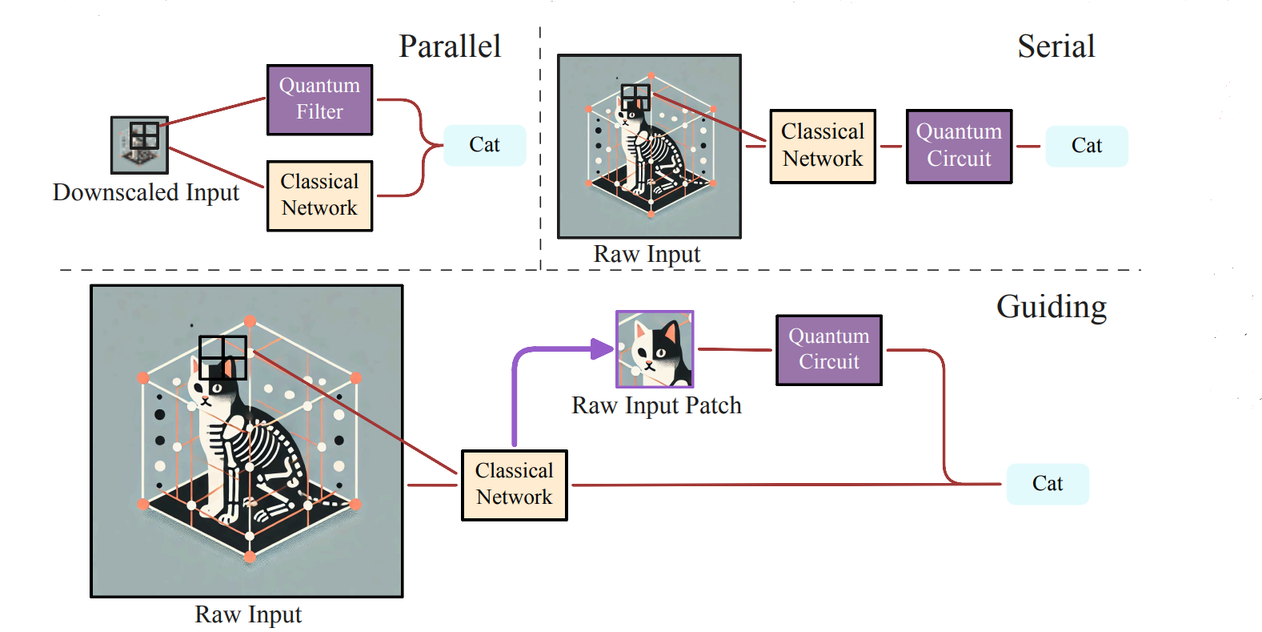 Parallel
Quantum
Filter
Classical
Network
Cat
Downscaled Input
Serial
Classical
Network
Quantum
Circuit
Cat
Raw Input
Guiding
Raw Input Patch
Quantum
Circuit
Classical
Network
Cat
Raw Input